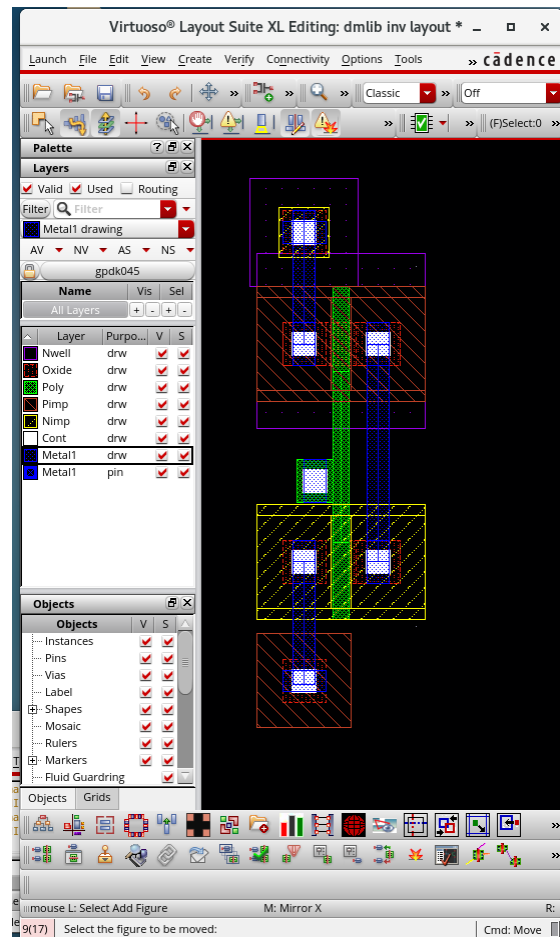 Virtuoso® Layout Suite XL Editing: dmlib inv layout *
Launch File Edit View Create Verify Connectivity Options Tools » cādence
» » » Classic » Off
» » (F)Select:0 »
Palette
Layers
Valid Used Routing
Filter Filter
Metal1 drawing
AV NV AS NS
gpdk045
Name Vis Sel
All Layers + - + -
Layer Purpo... V S
Nwell drw
Oxide drw
Poly drw
Pimp drw
Nimp drw
Cont drw
Metal1 drw
Metal1 pin
Objects
Objects V S
Instances
Pins
Vias
Label
Shapes
Mosaic
Rulers
Markers
Fluid Guardring
Objects Grids
»
»
mouse L: Select Add Figure M: Mirror X R:
9(17) Select the figure to be moved: Cmd: Move